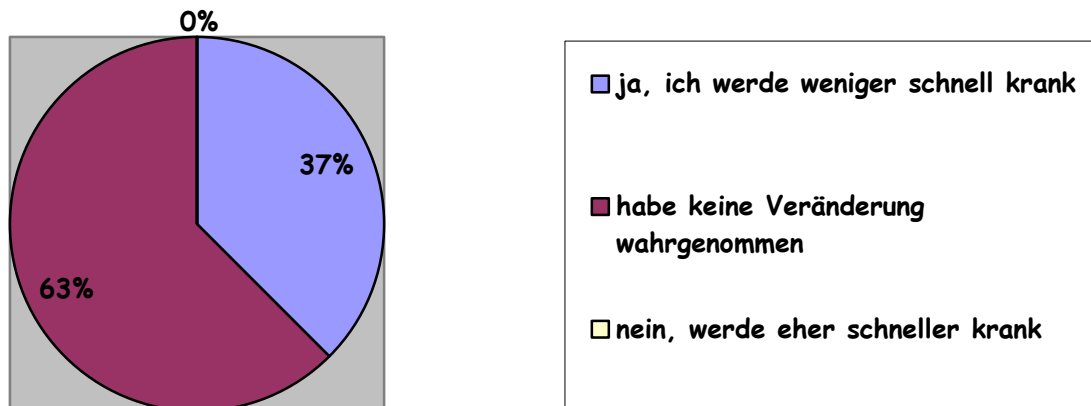 0%
37%
63%
ja, ich werde weniger schnell krank
habe keine Veränderung
wahrgenommen
nein, werde eher schneller krank